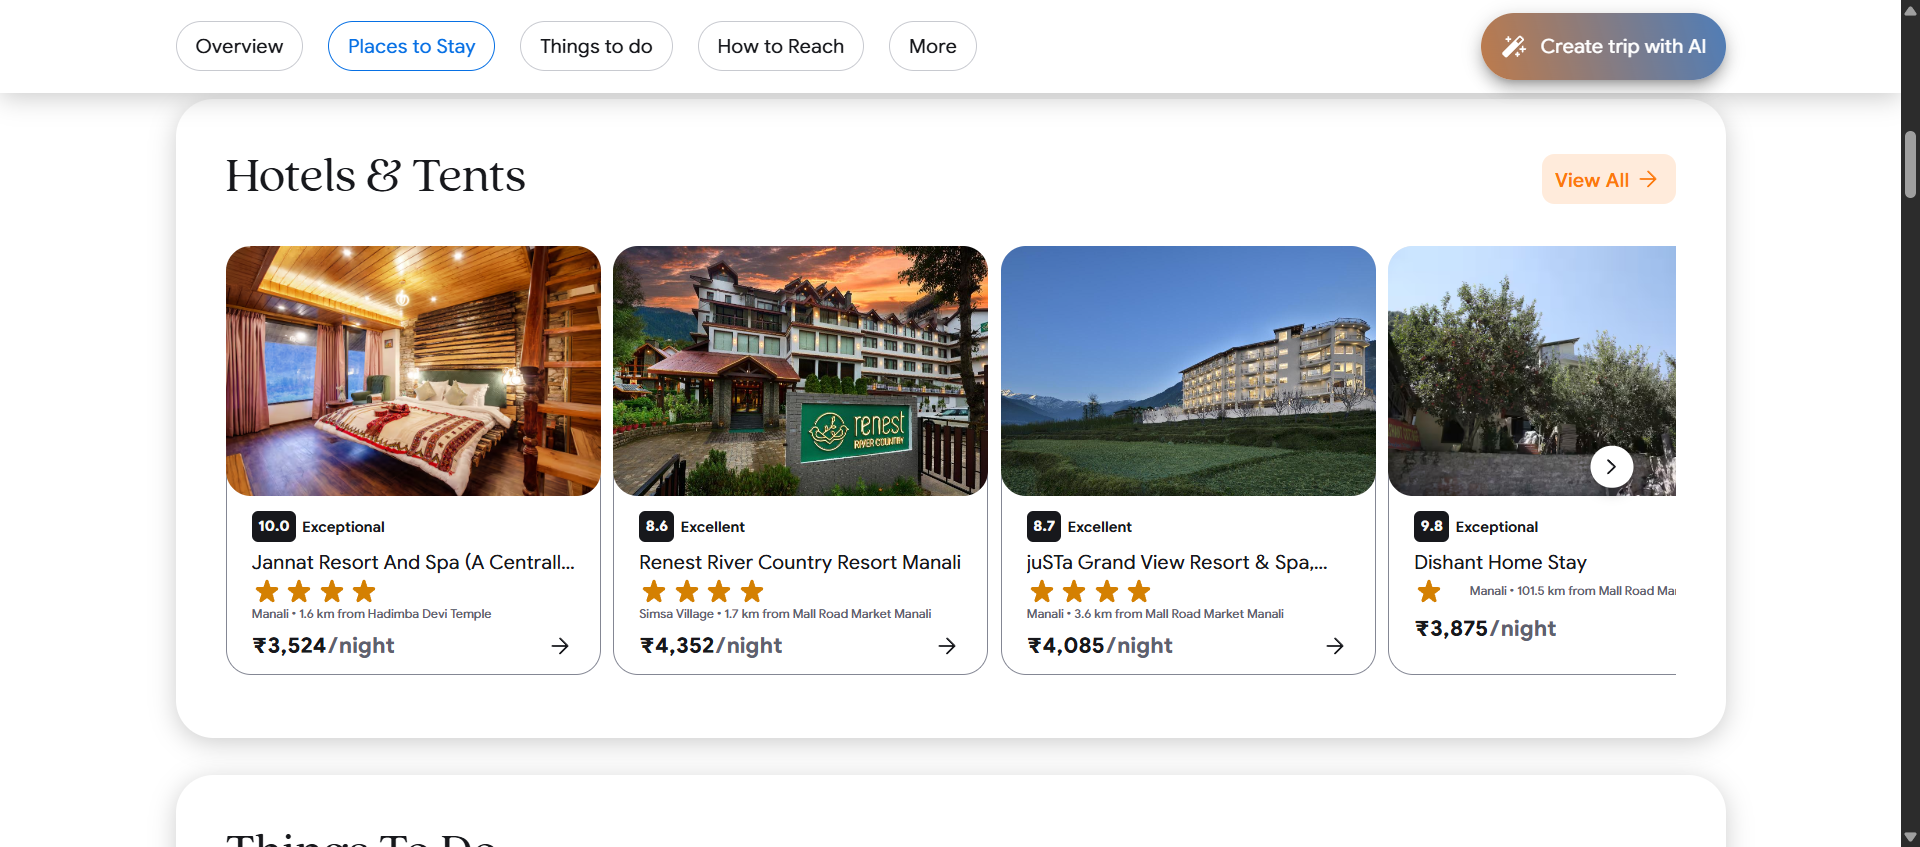 Overview
Places to Stay
Things to do
How to Reach
More
Create trip with AI
Hotels & Tents
View All
renest
RIVER COUNTRY
10.0 Exceptional
Jannat Resort And Spa (A Centrall...
Manali • 1.6 km from Hadimba Devi Temple
₹3,524/night
8.6 Excellent
Renest River Country Resort Manali
Simsa Village • 1.7 km from Mall Road Market Manali
₹4,352/night
8.7 Excellent
juSTa Grand View Resort & Spa,...
Manali • 3.6 km from Mall Road Market Manali
₹4,085/night
9.8 Exceptional
Dishant Home Stay
Manali • 101.5 km from Mall Road Ma
₹3,875/night
Things To Do